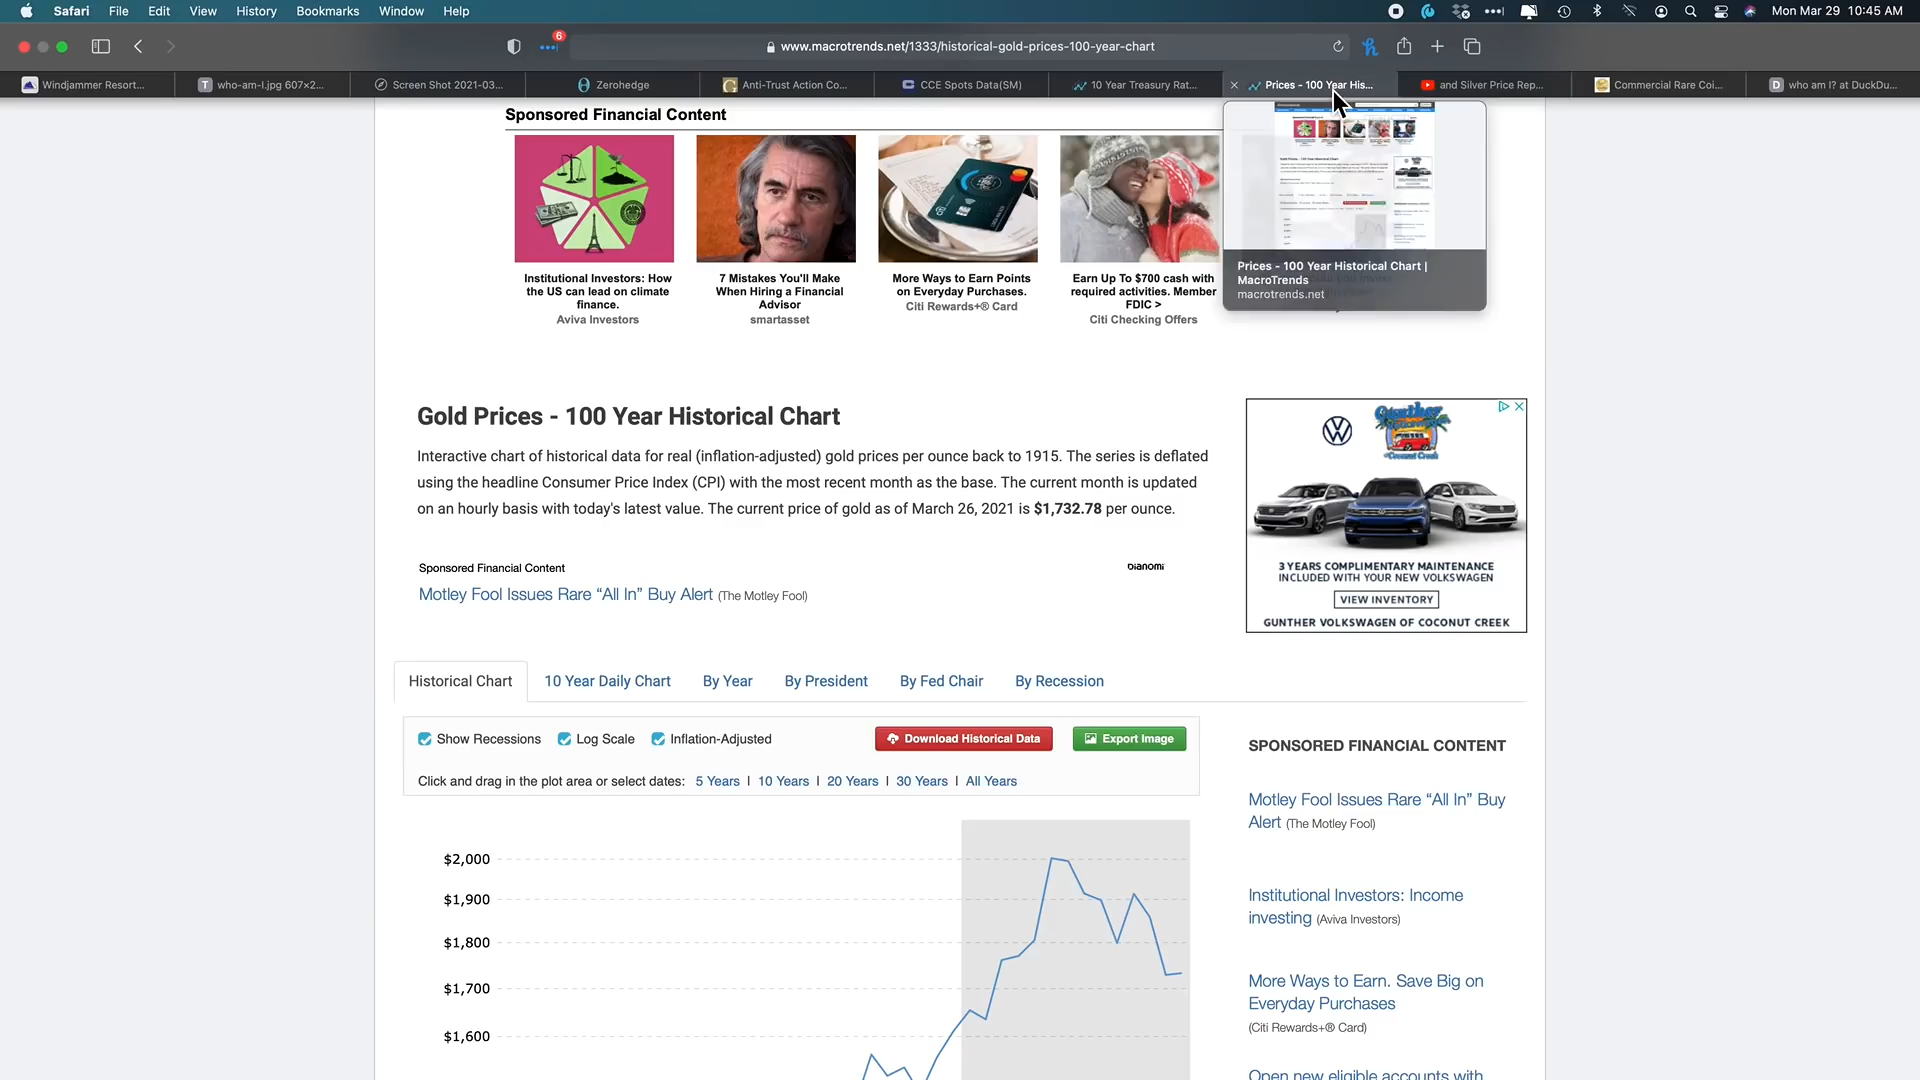 Safari File Edit View History Bookmarks Window Help
Mon Mar 29 10:45 AM
6
www.macrotrends.net/1333/historical-gold-prices-100-year-chart
Windjammer Resort...
T who-am-I.jpg 607×2...
Screen Shot 2021-03...
Zerohedge
Anti-Trust Action Co...
CCE Spots Data(SM)
10 Year Treasury Rat...
Prices - 100 Year His...
and Silver Price Rep...
Commercial Rare Coi...
D who am I? at DuckDu...
Sponsored Financial Content
Institutional Investors: How
the US can lead on climate
finance.
Aviva Investors
7 Mistakes You'll Make
When Hiring a Financial
Advisor
smartasset
More Ways to Earn Points
on Everyday Purchases.
Citi Rewards+® Card
Earn Up To $700 cash with
required activities. Member
FDIC >
Citi Checking Offers
Prices - 100 Year Historical Chart |
MacroTrends
macrotrends.net
Gold Prices - 100 Year Historical Chart
Interactive chart of historical data for real (inflation-adjusted) gold prices per ounce back to 1915. The series is deflated
using the headline Consumer Price Index (CPI) with the most recent month as the base. The current month is updated
on an hourly basis with today's latest value. The current price of gold as of March 26, 2021 is $1,732.78 per ounce.
Sponsored Financial Content
Motley Fool Issues Rare “All In” Buy Alert (The Motley Fool)
3 YEARS COMPLIMENTARY MAINTENANCE
INCLUDED WITH YOUR NEW VOLKSWAGEN
VIEW INVENTORY
GUNTHER VOLKSWAGEN OF COCONUT CREEK
Historical Chart
10 Year Daily Chart
By Year
By President
By Fed Chair
By Recession
Show Recessions
Log Scale
Inflation-Adjusted
Download Historical Data
Export Image
Click and drag in the plot area or select dates: 5 Years | 10 Years | 20 Years | 30 Years | All Years
$2,000
$1,900
$1,800
$1,700
$1,600
SPONSORED FINANCIAL CONTENT
Motley Fool Issues Rare “All In” Buy
Alert (The Motley Fool)
Institutional Investors: Income
investing (Aviva Investors)
More Ways to Earn. Save Big on
Everyday Purchases
(Citi Rewards+® Card)
Open new eligible accounts with